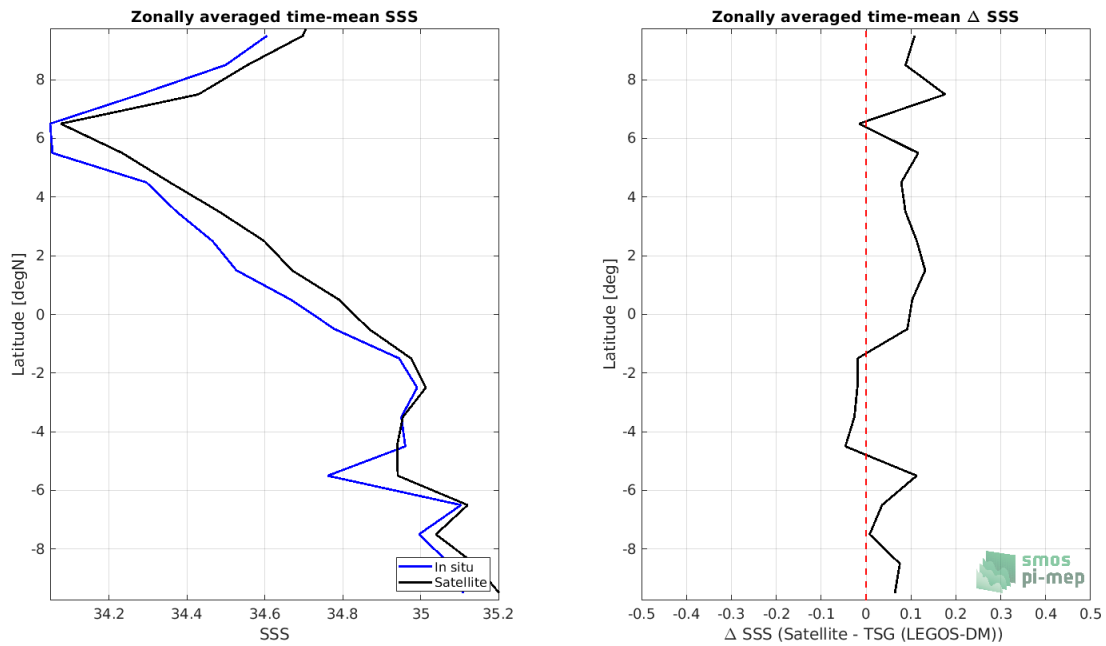 Zonally averaged time-mean SSS
Latitude [degN]
8
6
4
2
0
-2
-4
-6
-8
34.2 34.4 34.6 34.8 35 35.2
SSS
In situ
Satellite
Zonally averaged time-mean Δ SSS
Latitude [deg]
8
6
4
2
0
-2
-4
-6
-8
-0.5 -0.4 -0.3 -0.2 -0.1 0 0.1 0.2 0.3 0.4 0.5
Δ SSS (Satellite - TSG (LEGOS-DM))
smos
pi-mep